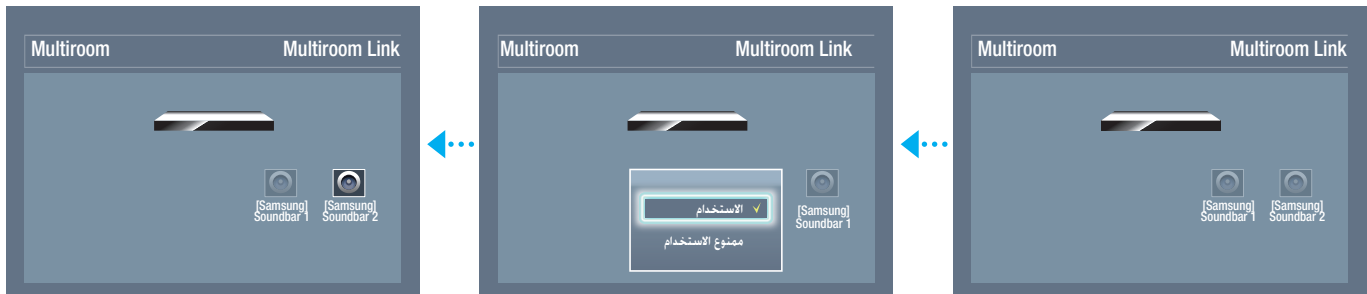 Multiroom Multiroom Link
[Samsung]
Soundbar 1
[Samsung]
Soundbar 2
Multiroom Multiroom Link
الاستخدام
ممنوع الاستخدام
[Samsung]
Soundbar 1
Multiroom Multiroom Link
[Samsung]
Soundbar 1
[Samsung]
Soundbar 2